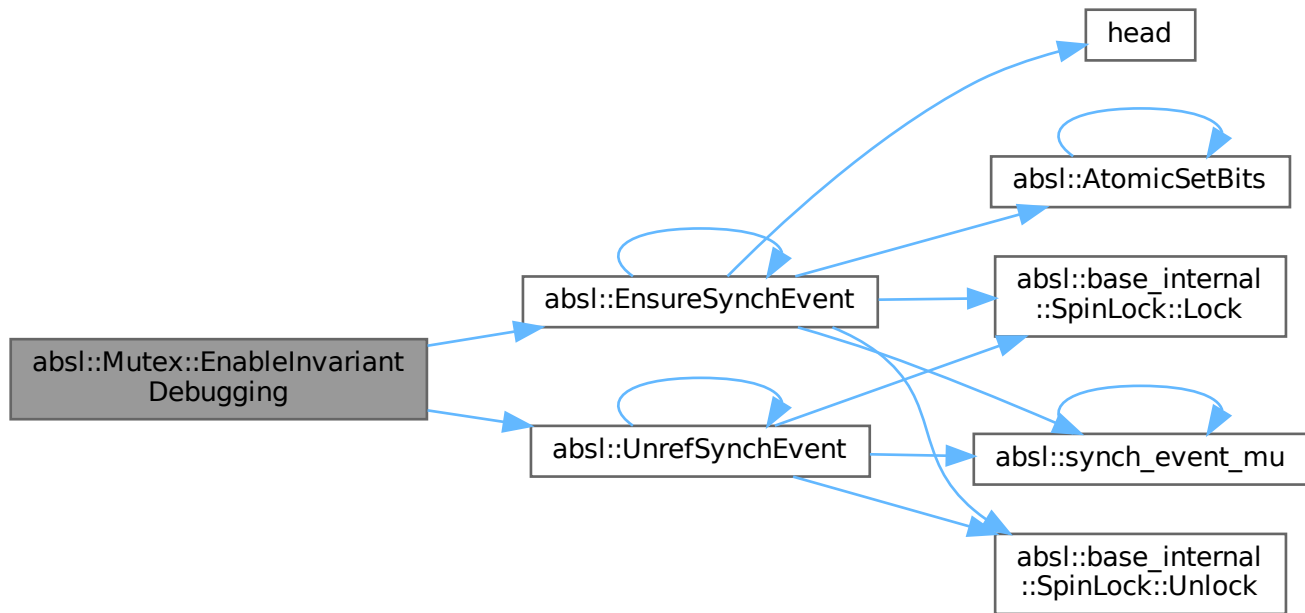 head
absl::AtomicSetBits
absl::EnsureSynchEvent
absl::base_internal
::SpinLock::Lock
absl::Mutex::EnableInvariant
Debugging
absl::UnrefSynchEvent
absl::synch_event_mu
absl::base_internal
::SpinLock::Unlock